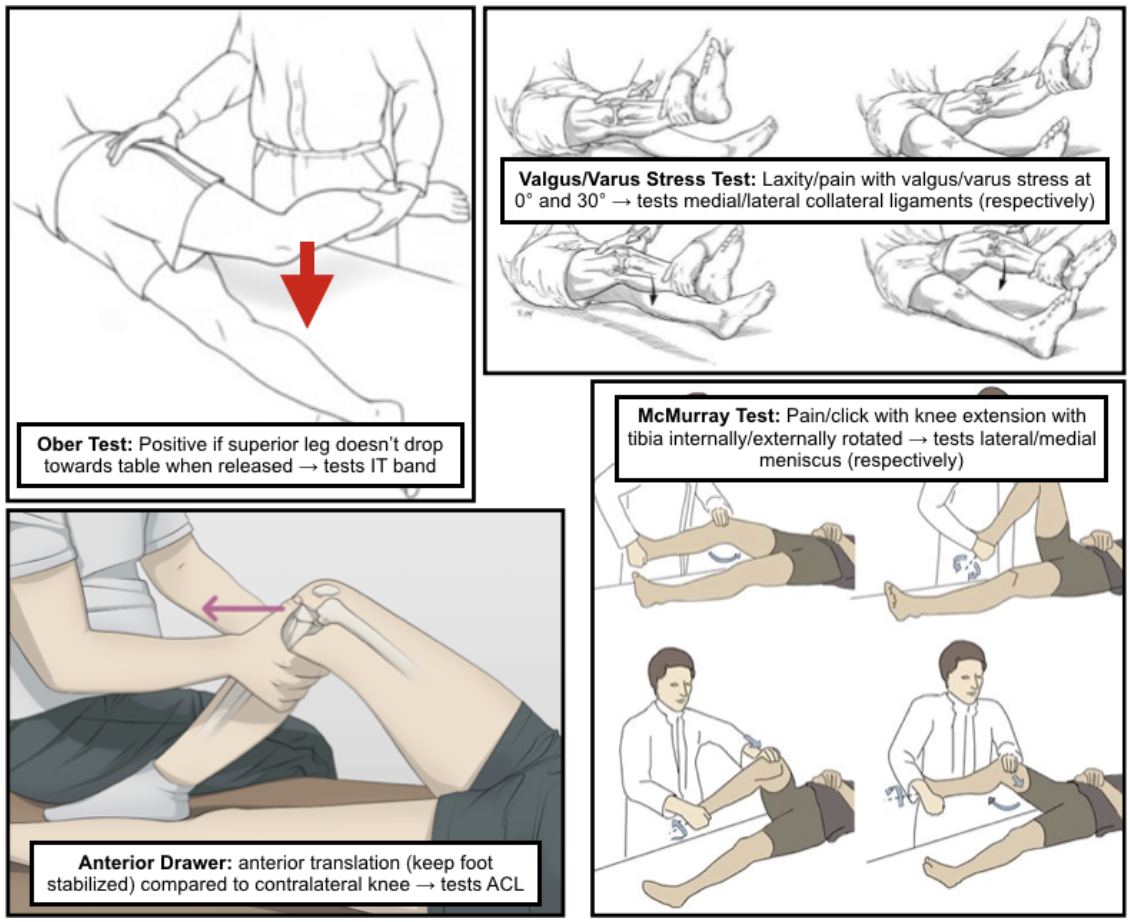 Valgus/Varus Stress Test: Laxity/pain with valgus/varus stress at
0° and 30° → tests medial/lateral collateral ligaments (respectively)
Ober Test: Positive if superior leg doesn't drop
towards table when released → tests IT band
McMurray Test: Pain/click with knee extension with
tibia internally/externally rotated → tests lateral/medial
meniscus (respectively)
Anterior Drawer: anterior translation (keep foot
stabilized) compared to contralateral knee → tests ACL